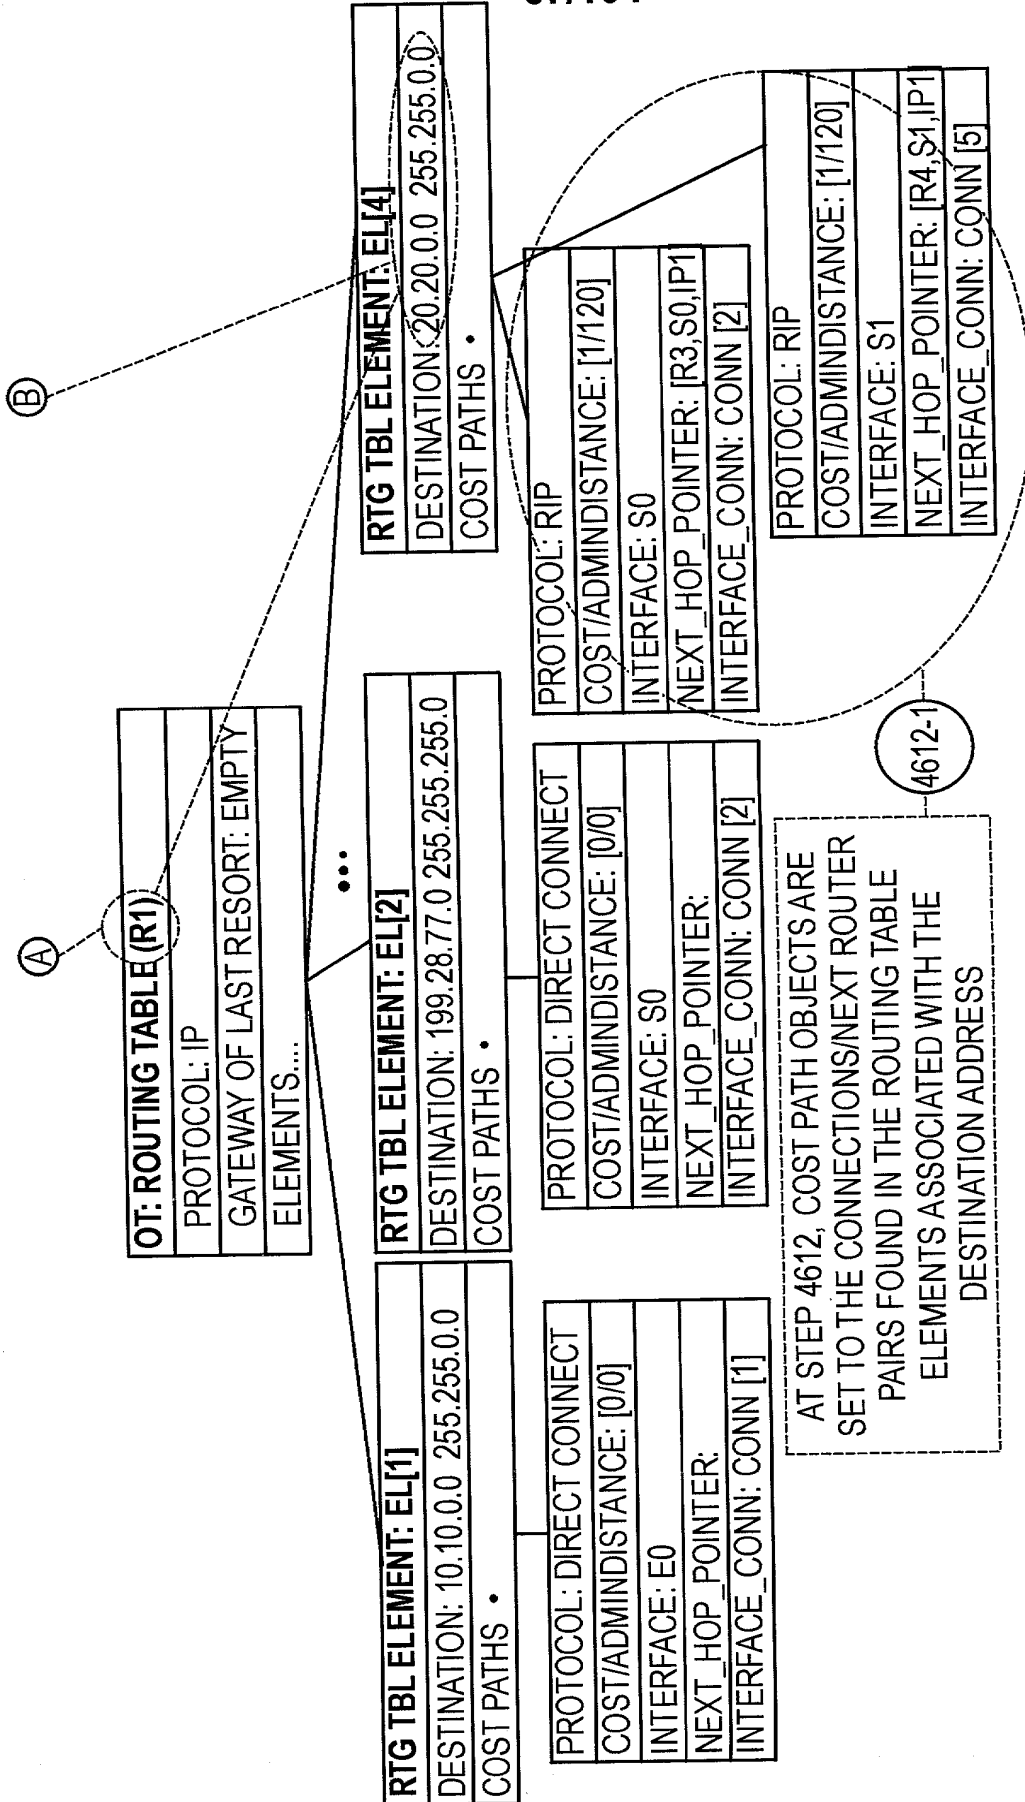 A
B
OT: ROUTING TABLE (R1)
PROTOCOL: IP
GATEWAY OF LAST RESORT: EMPTY
ELEMENTS....
•••
RTG TBL ELEMENT: EL[1]
DESTINATION: 10.10.0.0 255.255.0.0
COST PATHS •
PROTOCOL: DIRECT CONNECT
COST/ADMINDISTANCE: [0/0]
INTERFACE: E0
NEXT_HOP_POINTER:
INTERFACE_CONN: CONN [1]
RTG TBL ELEMENT: EL[2]
DESTINATION: 199.28.77.0 255.255.255.0
COST PATHS •
PROTOCOL: DIRECT CONNECT
COST/ADMINDISTANCE: [0/0]
INTERFACE: S0
NEXT_HOP_POINTER:
INTERFACE_CONN: CONN [2]
RTG TBL ELEMENT: EL[4]
DESTINATION: 20.20.0.0 255.255.0.0
COST PATHS •
PROTOCOL: RIP
COST/ADMINDISTANCE: [1/120]
INTERFACE: S0
NEXT_HOP_POINTER: [R3,S0,IP1
INTERFACE_CONN: CONN [2]
PROTOCOL: RIP
COST/ADMINDISTANCE: [1/120]
INTERFACE: S1
NEXT_HOP_POINTER: [R4,S1,IP1
INTERFACE_CONN: CONN [5]
AT STEP 4612, COST PATH OBJECTS ARE
SET TO THE CONNECTIONS/NEXT ROUTER
PAIRS FOUND IN THE ROUTING TABLE
ELEMENTS ASSOCIATED WITH THE
DESTINATION ADDRESS
4612-1